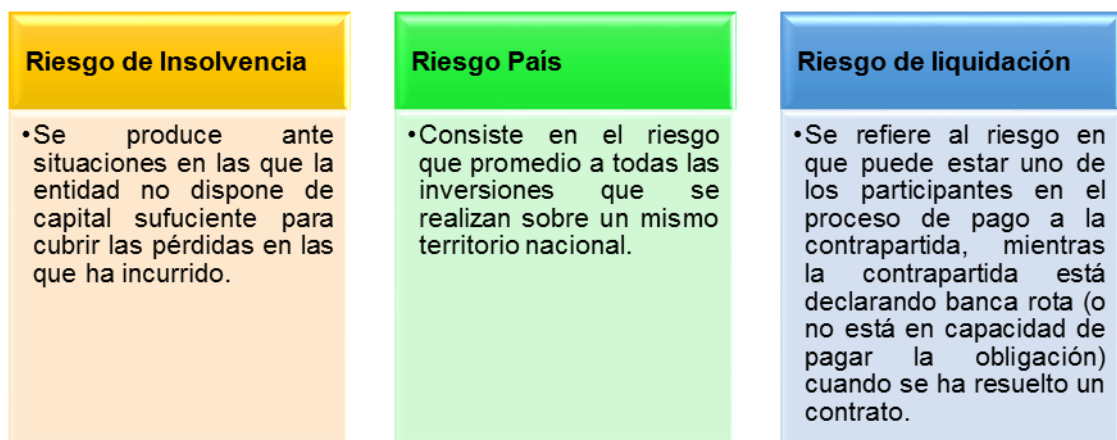 Riesgo de Insolvencia
•Se produce ante
situaciones en las que la
entidad no dispone de
capital sufuciente para
cubrir las pérdidas en las
que ha incurrido.
Riesgo País
•Consiste en el riesgo
que promedio a todas las
inversiones que se
realizan sobre un mismo
territorio nacional.
Riesgo de liquidación
•Se refiere al riesgo en
que puede estar uno de
los participantes en el
proceso de pago a la
contrapartida, mientras
la contrapartida está
declarando banca rota (o
no está en capacidad de
pagar la obligación)
cuando se ha resuelto un
contrato.